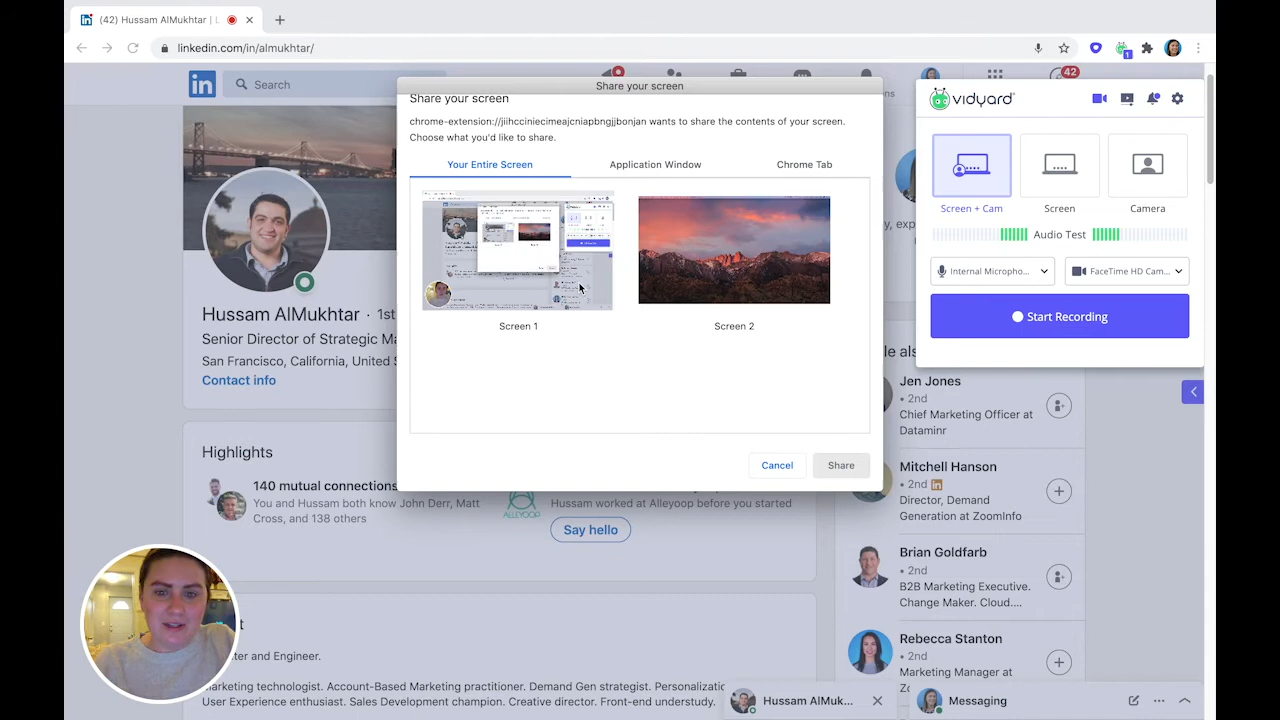 (42) Hussam AlMukhtar | L
linkedin.com/in/almukhtar/
Search
42
Share your screen
Share your screen
chrome-extension://jiihcciniecimeajcniapbngjjbonjan wants to share the contents of your screen.
Choose what you'd like to share.
Your Entire Screen
Application Window
Chrome Tab
Screen 1
Screen 2
Cancel
Share
vidyard
1
Screen + Cam
Screen
Camera
Audio Test
Internal Micropho...
FaceTime HD Cam...
Start Recording
Hussam AlMukhtar · 1st
Senior Director of Strategic Ma
San Francisco, California, United S
Contact info
Highlights
140 mutual connections
You and Hussam both know John Derr, Matt
Cross, and 138 others
ALLEYOOP
Hussam worked at Alleyoop before you started
Say hello
ter and Engineer.
marketing technologist. Account-Based Marketing practitioner. Demand Gen strategist. Personalizatio
User Experience enthusiast. Sales Development champion. Creative director. Front-end understudy.
Jen Jones
• 2nd
Chief Marketing Officer at
Dataminr
Mitchell Hanson
• 2nd
Director, Demand
Generation at ZoomInfo
Brian Goldfarb
• 2nd
B2B Marketing Executive.
Change Maker. Cloud....
Rebecca Stanton
• 2nd
Marketing Manager at
Hussam AlMuk...
Messaging